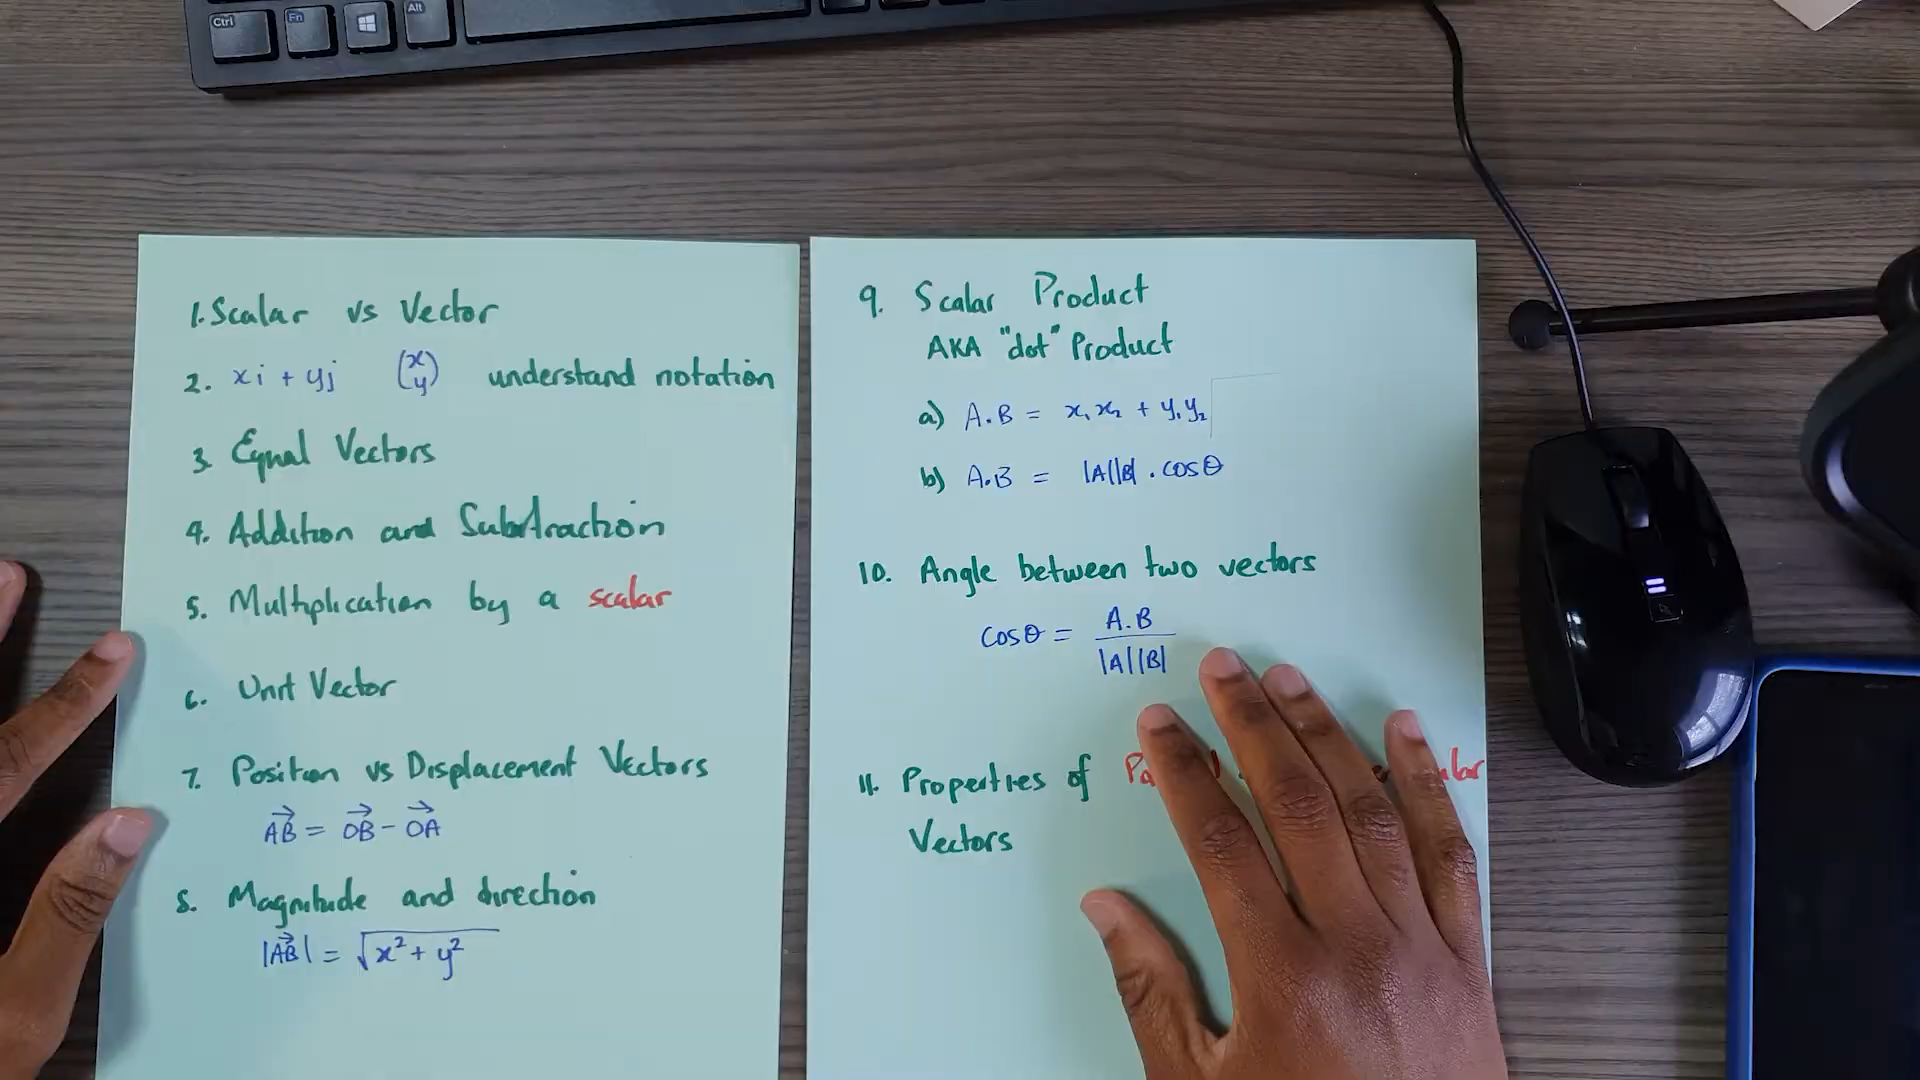 Ctrl
Fn
Alt
1. Scalar vs Vector
2. xi + yj (x y) understand notation
3. Equal Vectors
4. Addition and Subtraction
5. Multiplication by a scalar
6. Unit Vector
7. Position vs Displacement Vectors
→AB = →OB - →OA
8. Magnitude and direction
|→AB| = √x² + y²
9. Scalar Product
AKA "dot" Product
a) A.B = x₁x₂ + y₁y₂
b) A.B = |A||B| . cosθ
10. Angle between two vectors
Cosθ = A.B / |A||B|
11. Properties of
Vectors